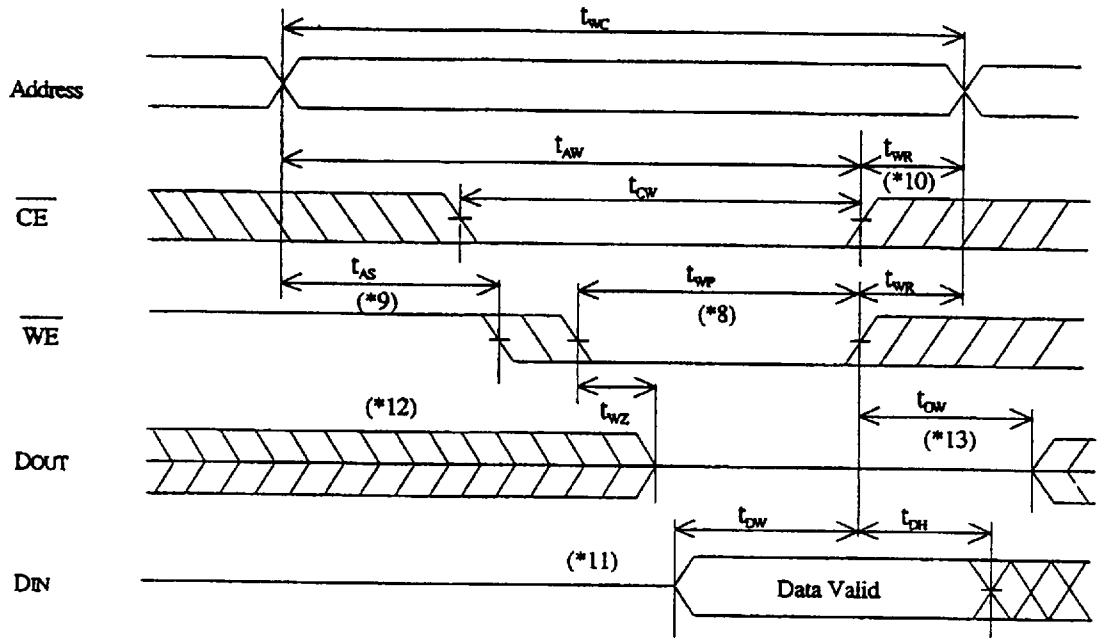 tWC
Address
tAW
tWR
(*10)
tCW
CE
tAS
(*9)
tWP
(*8)
tWR
WE
tWZ
(*12)
tOW
(*13)
DOUT
tDW
tDH
(*11)
DIN
Data Valid